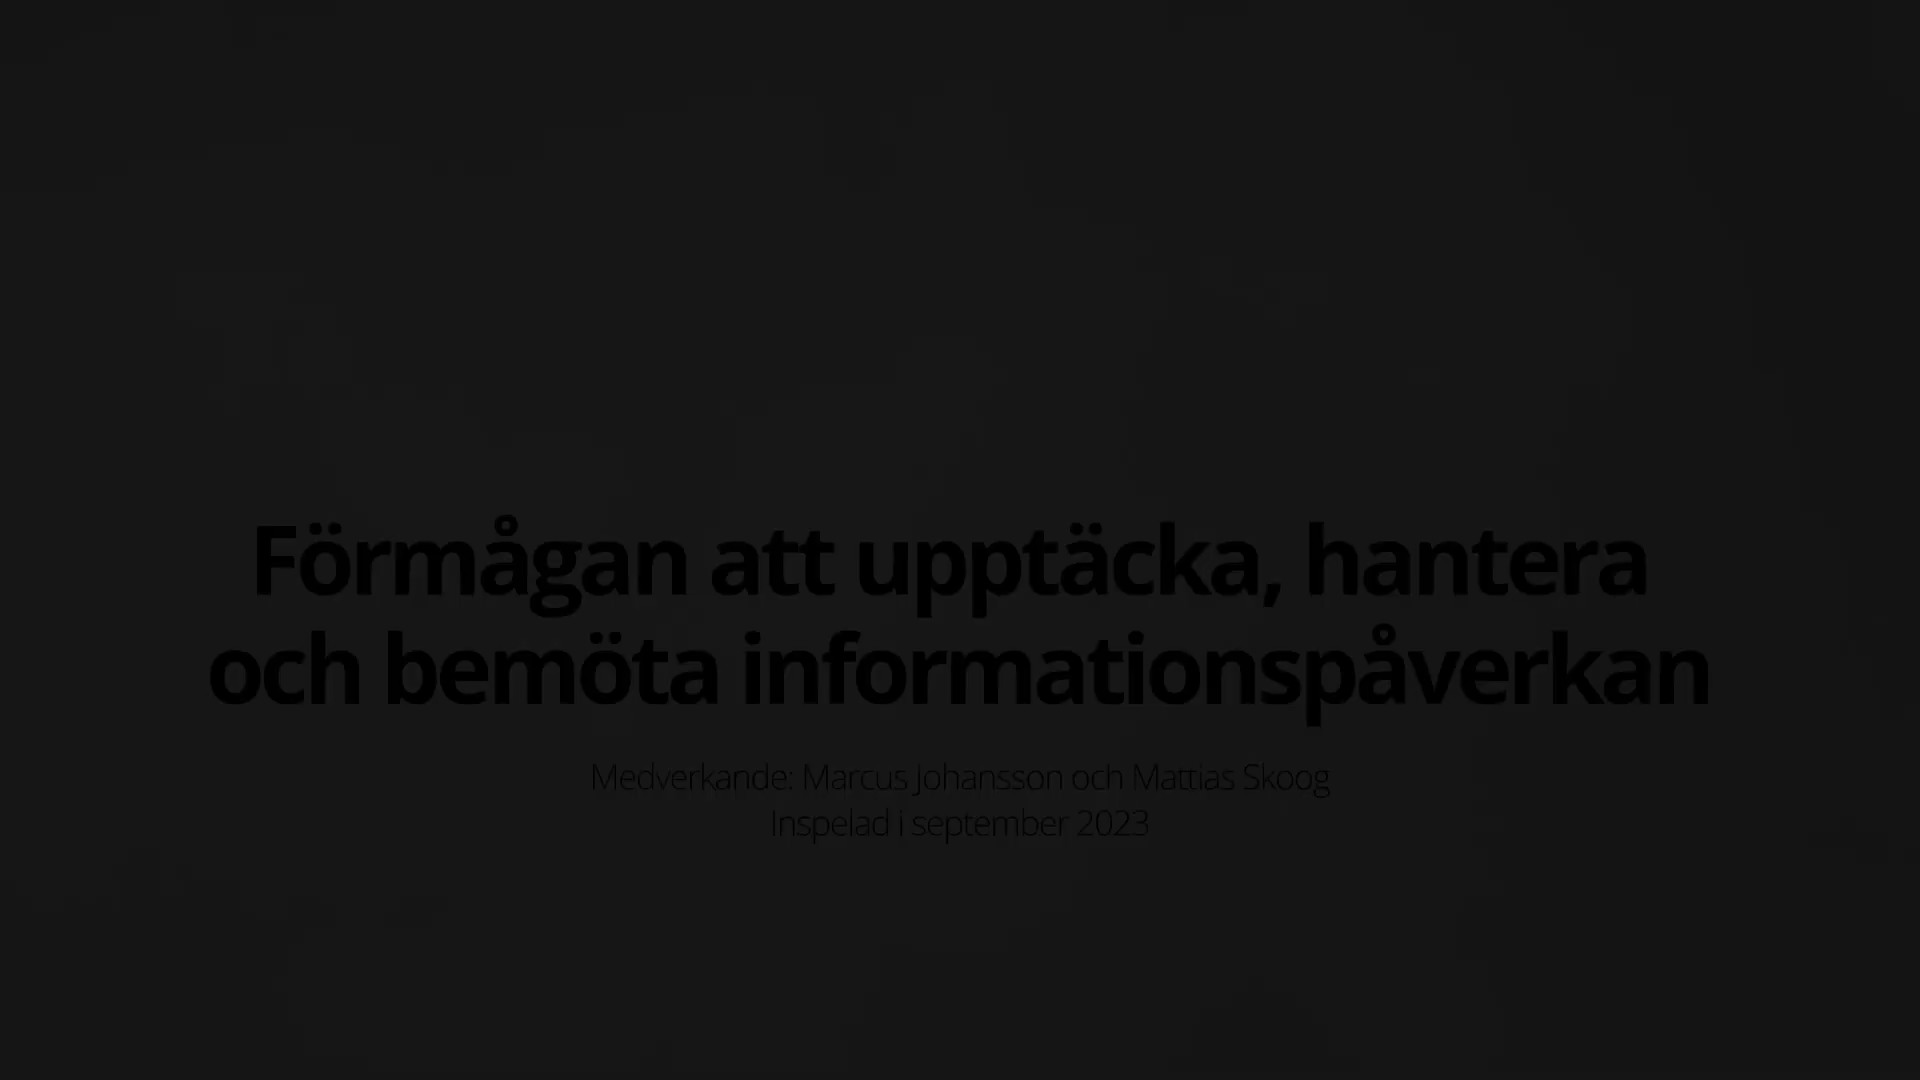 Förmågan att upptäcka, hantera
och bemöta informationspåverkan
Medverkande: Marcus Johansson och Mattias Skoog
Inspelad i september 2023